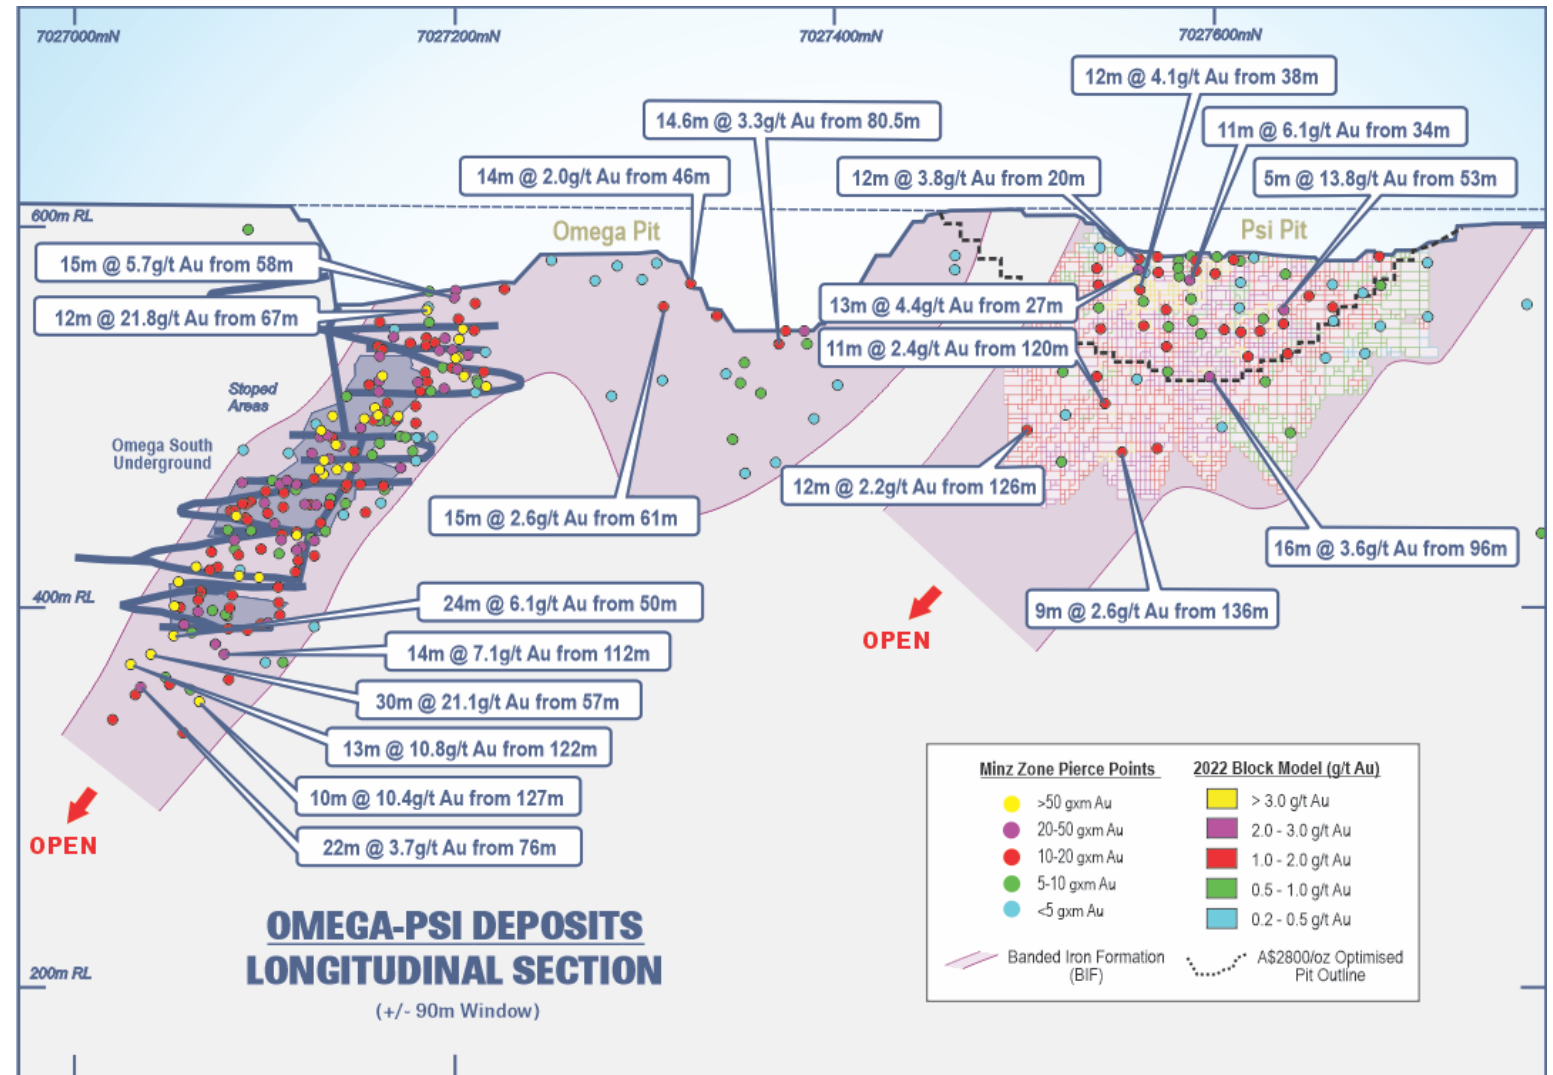 7027000mN
7027200mN
7027400mN
7027600mN
12m @ 4.1g/t Au from 38m
14.6m @ 3.3g/t Au from 80.5m
11m @ 6.1g/t Au from 34m
14m @ 2.0g/t Au from 46m
12m @ 3.8g/t Au from 20m
5m @ 13.8g/t Au from 53m
600m RL
Omega Pit
Psi Pit
15m @ 5.7g/t Au from 58m
13m @ 4.4g/t Au from 27m
12m @ 21.8g/t Au from 67m
11m @ 2.4g/t Au from 120m
Stoped
Areas
Omega South
Underground
12m @ 2.2g/t Au from 126m
15m @ 2.6g/t Au from 61m
16m @ 3.6g/t Au from 96m
400m RL
24m @ 6.1g/t Au from 50m
9m @ 2.6g/t Au from 136m
OPEN
14m @ 7.1g/t Au from 112m
30m @ 21.1g/t Au from 57m
13m @ 10.8g/t Au from 122m
10m @ 10.4g/t Au from 127m
OPEN
22m @ 3.7g/t Au from 76m
Minz Zone Pierce Points
>50 gxm Au
20-50 gxm Au
10-20 gxm Au
5-10 gxm Au
<5 gxm Au
2022 Block Model (g/t Au)
> 3.0 g/t Au
2.0 - 3.0 g/t Au
1.0 - 2.0 g/t Au
0.5 - 1.0 g/t Au
0.2 - 0.5 g/t Au
Banded Iron Formation
(BIF)
A$2800/oz Optimised
Pit Outline
OMEGA-PSI DEPOSITS
LONGITUDINAL SECTION
(+/- 90m Window)
200m RL